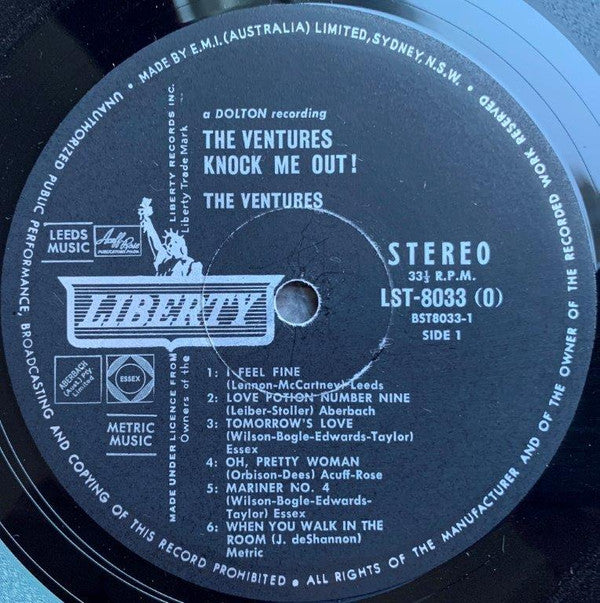 • MADE BY E.M.I. (AUSTRALIA) LIMITED, SYDNEY, N.S.W. •
UNAUTHORIZED PUBLIC PERFORMANCE, BROADCASTING AND COPYING OF THIS RECORD PROHIBITED • ALL RIGHTS OF THE MANUFACTURER AND OF THE OWNER OF THE RECORDED WORK RESERVED
a DOLTON recording
THE VENTURES
KNOCK ME OUT!
THE VENTURES
LIBERTY RECORDS INC.
Liberty Trade Mark
MADE UNDER LICENCE FROM
Owners of the
LEEDS
MUSIC
Acuff-Rose
LIBERTY
STEREO
33⅓ R.P.M.
LST-8033 (O)
BST8033-1
SIDE 1
ABERBACH
(Aust.) Pty.
Limited
ESSEX
METRIC
MUSIC
1: I FEEL FINE
(Lennon-McCartney) Leeds
2: LOVE POTION NUMBER NINE
(Leiber-Stoller) Aberbach
3: TOMORROW'S LOVE
(Wilson-Bogle-Edwards-Taylor)
Essex
4: OH, PRETTY WOMAN
(Orbison-Dees) Acuff-Rose
5: MARINER NO. 4
(Wilson-Bogle-Edwards-
Taylor) Essex
6: WHEN YOU WALK IN THE
ROOM (J. deShannon)
Metric